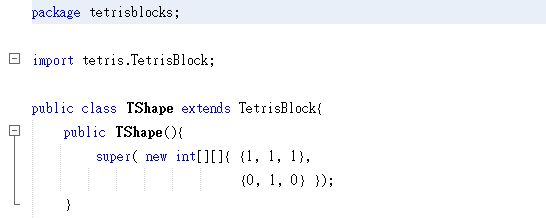 package tetrisblocks;
import tetris.TetrisBlock;
public class TShape extends TetrisBlock{
public TShape(){
super( new int[][]{ {1, 1, 1},
{0, 1, 0} });
}